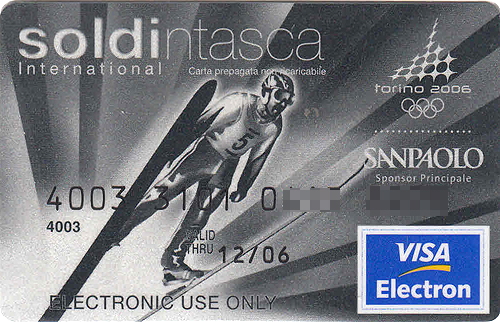 soldintasca
International Carta prepagata non ricaricabile
torino 2006
SANPAOLO
Sponsor Principale
4003 3101 0
4003
VALID
THRU 12/06
VISA
Electron
ELECTRONIC USE ONLY